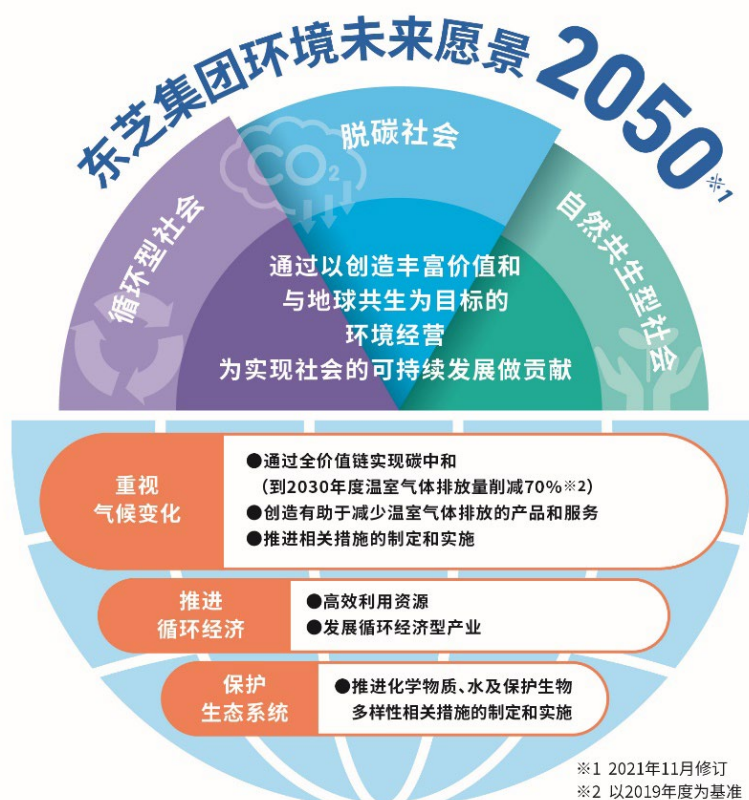 东芝集团环境未来愿景 2050※1
循环型社会
CO₂
脱碳社会
自然共生型社会
通过以创造丰富价值和
与地球共生为目标的
环境经营
为实现社会的可持续发展做贡献
重视
气候变化
●通过全价值链实现碳中和
（到2030年度温室气体排放量削减70%※2）
●创造有助于减少温室气体排放的产品和服务
●推进相关措施的制定和实施
推进
循环经济
●高效利用资源
●发展循环经济型产业
保护
生态系统
●推进化学物质、水及保护生物
多样性相关措施的制定和实施
※1 2021年11月修订
※2 以2019年度为基准